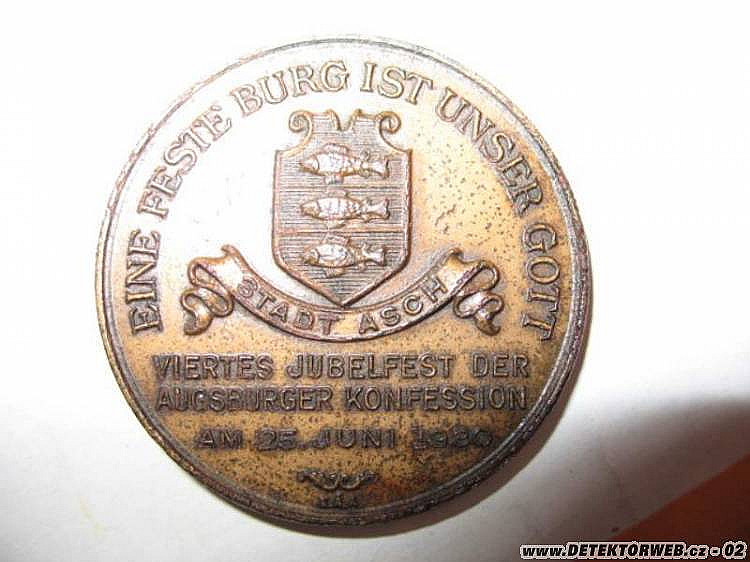 EINE FESTE BURG IST UNSER GOTT
STADT ASCH
VIERTES JUBELFEST DER
AUGSBURGER KONFESSION
AM 25. JUNI 1930
www.DETEKTORWEB.cz - 02